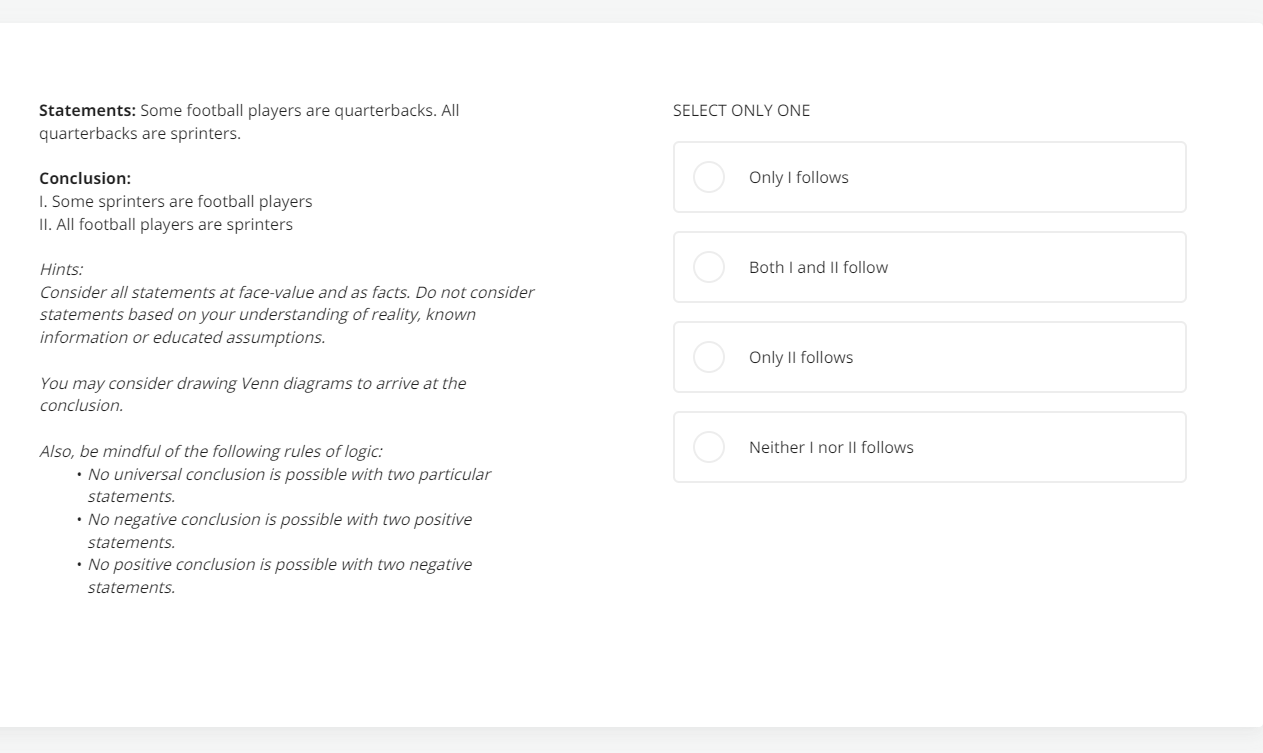 Statements: Some football players are quarterbacks. All
quarterbacks are sprinters.
Conclusion:
I. Some sprinters are football players
II. All football players are sprinters
Hints:
Consider all statements at face-value and as facts. Do not consider
statements based on your understanding of reality, known
information or educated assumptions.
You may consider drawing Venn diagrams to arrive at the
conclusion.
Also, be mindful of the following rules of logic:
• No universal conclusion is possible with two particular
statements.
• No negative conclusion is possible with two positive
statements.
• No positive conclusion is possible with two negative
statements.
SELECT ONLY ONE
Only I follows
Both I and II follow
Only II follows
Neither I nor II follows